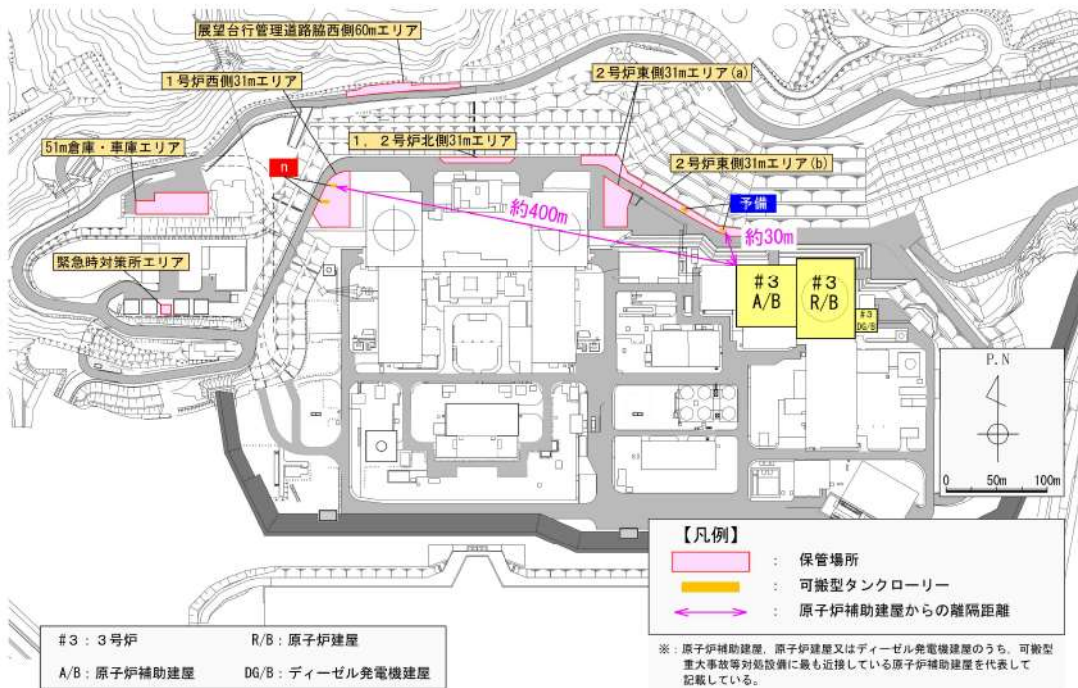 展望台行管理道路脇西側60mエリア
1号炉西側31mエリア
2号炉東側31mエリア(a)
51m倉庫・車庫エリア
1，2号炉北側31mエリア
2号炉東側31mエリア(b)
n
予備
約400m
約30m
緊急時対策所エリア
#3
A/B
#3
R/B
#3
DG/B
P.N
0 50m 100m
【凡例】
： 保管場所
： 可搬型タンクローリー
： 原子炉補助建屋からの離隔距離
#3：3号炉 R/B：原子炉建屋
A/B：原子炉補助建屋 DG/B：ディーゼル発電機建屋
※：原子炉補助建屋，原子炉建屋又はディーゼル発電機建屋のうち，可搬型
重大事故等対処設備に最も近接している原子炉補助建屋を代表して
記載している。